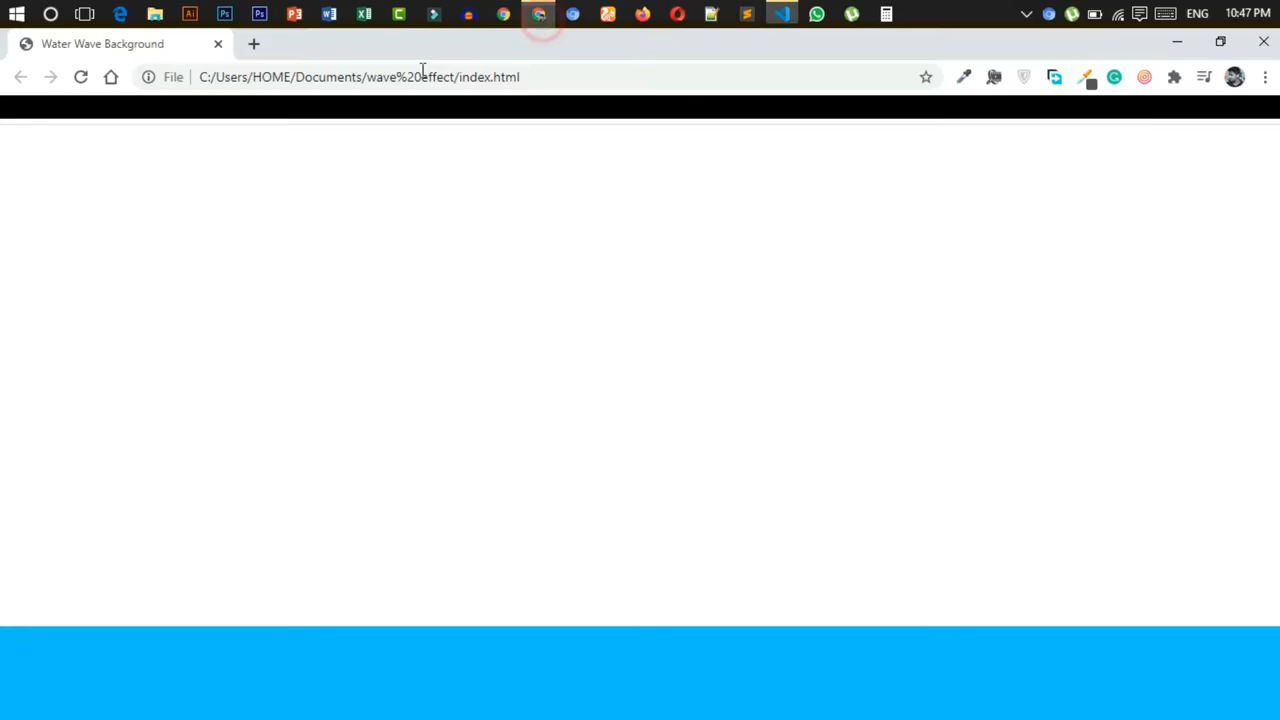 ENG 10:47 PM
Water Wave Background
File C:/Users/HOME/Documents/wave%20effect/index.html